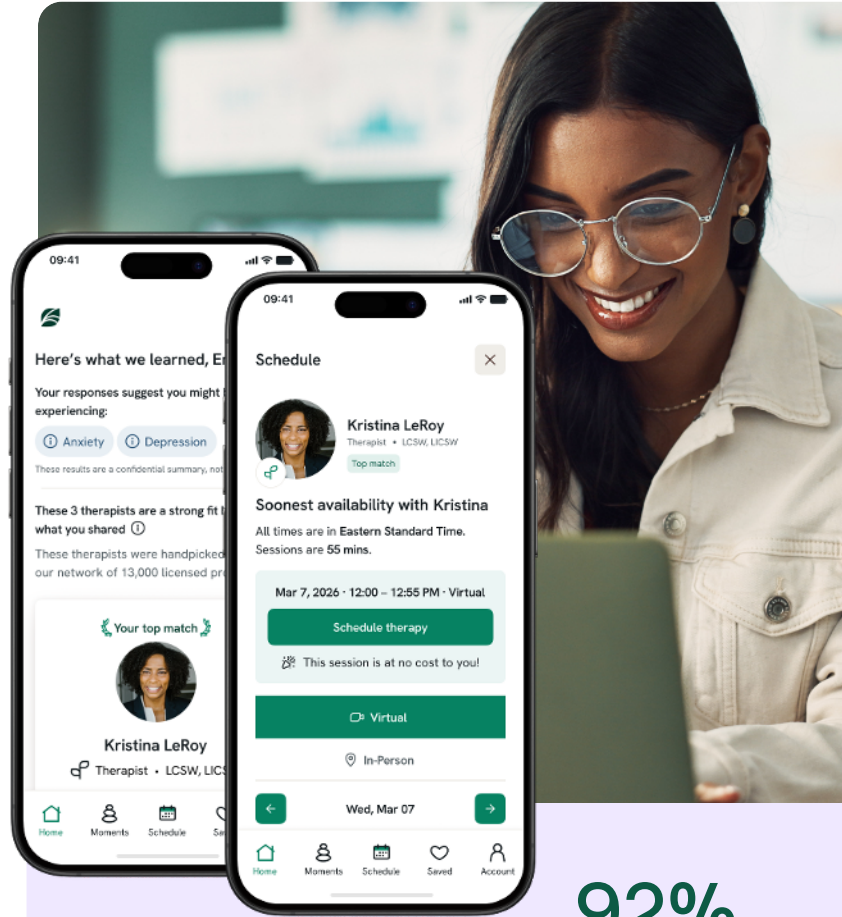 09:41
Here's what we learned,
Your responses suggest you might
experiencing:
Anxiety
Depression
These results are a confidential summary, not
These 3 therapists are a strong fit
what you shared
These therapists were handpicked
our network of 13,000 licensed
Your top match
Kristina LeRoy
Therapist • LCSW,
Home
Moments
Schedule
09:41
Schedule
Kristina LeRoy
Therapist • LCSW, LICSW
Top match
Soonest availability with Kristina
All times are in Eastern Standard Time.
Sessions are 55 mins.
Mar 7, 2026 · 12:00 – 12:55 PM · Virtual
Schedule therapy
This session is at no cost to you!
Virtual
In-Person
Wed, Mar 07
Home
Moments
Schedule
Saved
Account
92%